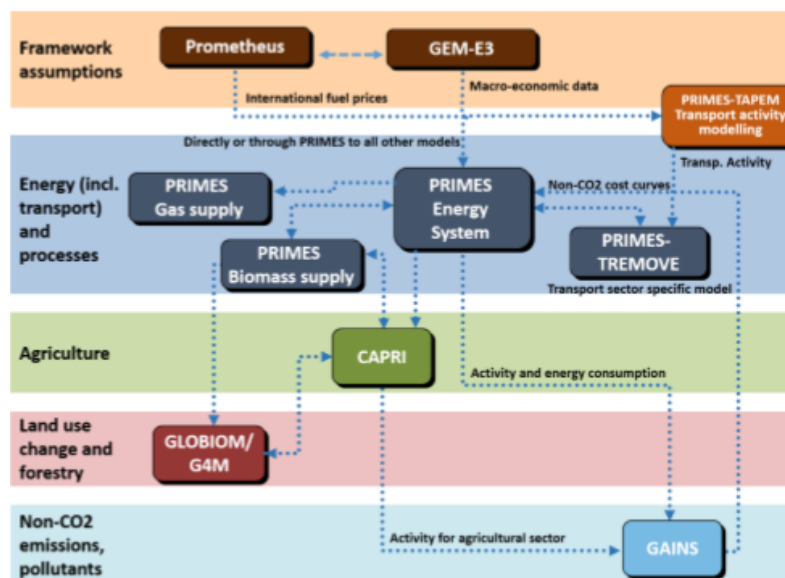 Framework
assumptions
Prometheus
GEM-E3
International fuel prices
Macro-economic data
PRIMES-TAPEM
Transport activity
modelling
Directly or through PRIMES to all other models
Transp. Activity
Energy (incl.
transport) and
processes
PRIMES
Gas supply
PRIMES
Energy
System
Non-CO2 cost curves
PRIMES
Biomass supply
PRIMES-
TREMOVE
Transport sector specific model
Agriculture
CAPRI
Activity and energy consumption
Land use
change and
forestry
GLOBIOM/
G4M
Non-CO2
emissions,
pollutants
Activity for agricultural sector
GAINS